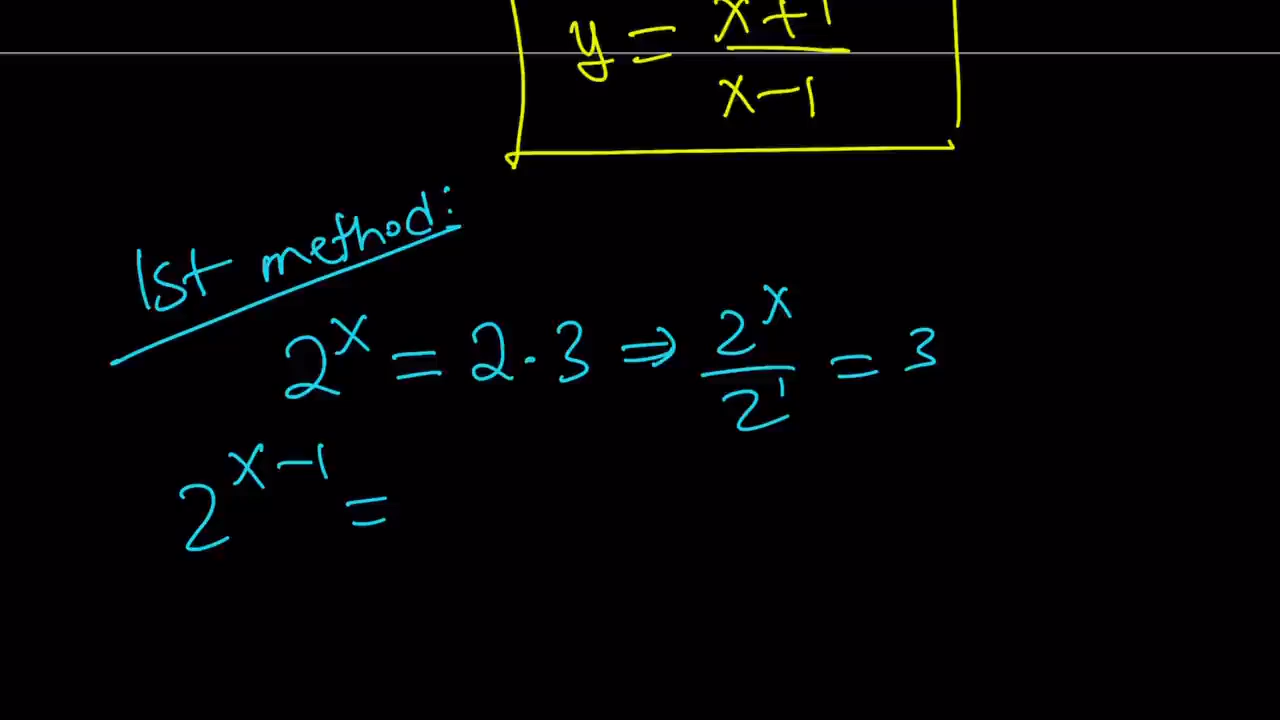 y = x+1/x-1
1st method:
2^x = 2·3 ⇒ 2^x/2^1 = 3
2^x-1 =